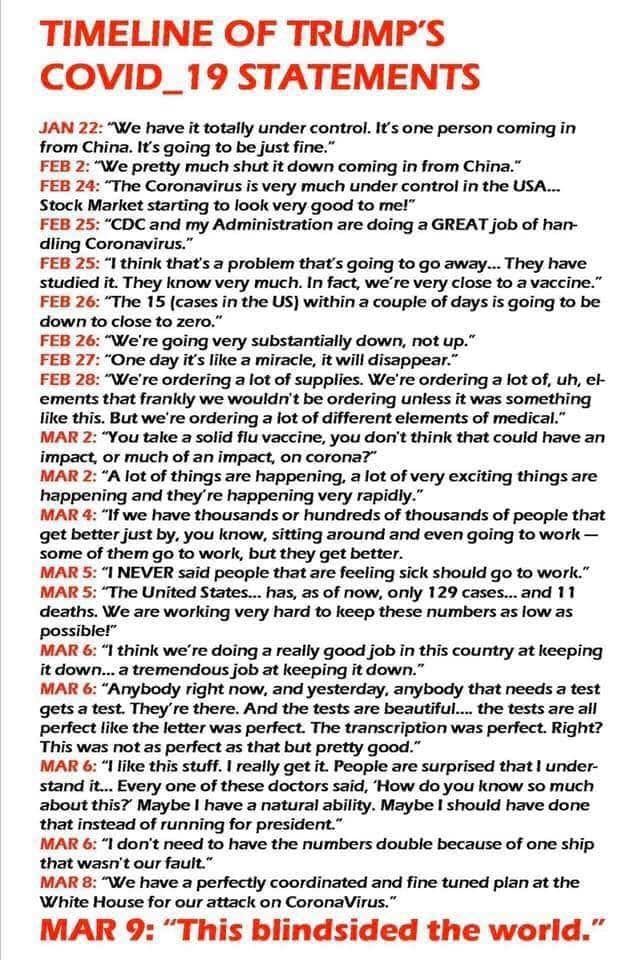 TIMELINE OF TRUMP'S
COVID_19 STATEMENTS
JAN 22: "We have it totally under control. It's one person coming in
from China. It's going to be just fine."
FEB 2: "We pretty much shut it down coming in from China."
FEB 24: "The Coronavirus is very much under control in the USA...
Stock Market starting to look very good to me!"
FEB 25: "CDC and my Administration are doing a GREAT job of han-
dling Coronavirus."
FEB 25: "I think that's a problem that's going to go away... They have
studied it. They know very much. In fact, we're very close to a vaccine."
FEB 26: "The 15 (cases in the US) within a couple of days is going to be
down to close to zero."
FEB 26: "We're going very substantially down, not up."
FEB 27: "One day it's like a miracle, it will disappear."
FEB 28: "We're ordering a lot of supplies. We're ordering a lot of, uh, el-
ements that frankly we wouldn't be ordering unless it was something
like this. But we're ordering a lot of different elements of medical."
MAR 2: "You take a solid flu vaccine, you don't think that could have an
impact, or much of an impact, on corona?"
MAR 2: "A lot of things are happening, a lot of very exciting things are
happening and they're happening very rapidly."
MAR 4: "If we have thousands or hundreds of thousands of people that
get better just by, you know, sitting around and even going to work —
some of them go to work, but they get better.
MAR 5: "I NEVER said people that are feeling sick should go to work."
MAR 5: "The United States... has, as of now, only 129 cases... and 11
deaths. We are working very hard to keep these numbers as low as
possible!"
MAR 6: "I think we're doing a really good job in this country at keeping
it down... a tremendous job at keeping it down."
MAR 6: "Anybody right now, and yesterday, anybody that needs a test
gets a test. They're there. And the tests are beautiful.... the tests are all
perfect like the letter was perfect. The transcription was perfect. Right?
This was not as perfect as that but pretty good."
MAR 6: "I like this stuff. I really get it. People are surprised that I under-
stand it... Every one of these doctors said, 'How do you know so much
about this?' Maybe I have a natural ability. Maybe I should have done
that instead of running for president."
MAR 6: "I don't need to have the numbers double because of one ship
that wasn't our fault."
MAR 8: "We have a perfectly coordinated and fine tuned plan at the
White House for our attack on CoronaVirus."
MAR 9: "This blindsided the world."